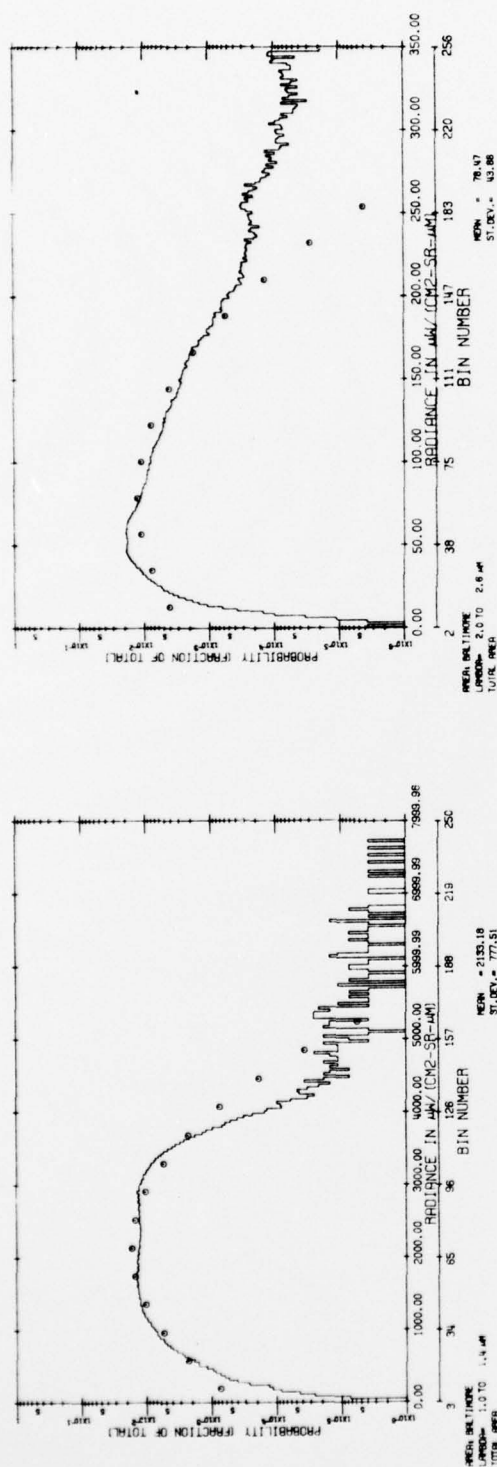 PROBABILITY (FRACTION OF TOTAL)
0.00 1000.00 2000.00 3000.00 4000.00 5000.00 5999.99 6999.99 7999.98
RADIANCE IN µW/(CM2-SR-µM)
3 34 65 96 126 157 188 219 250
BIN NUMBER
AREA: BALTIMORE
LAMBDA= 1.0 TO 1.4 µM
TOTAL AREA
MEAN = 2133.18
ST.DEV.= 777.51
PROBABILITY (FRACTION OF TOTAL)
0.00 50.00 100.00 150.00 200.00 250.00 300.00 350.00
RADIANCE IN µW/(CM2-SR-µM)
2 38 75 111 147 183 220 256
BIN NUMBER
AREA: BALTIMORE
LAMBDA= 2.0 TO 2.6 µM
TOTAL AREA
MEAN = 78.47
ST.DEV.= 43.86